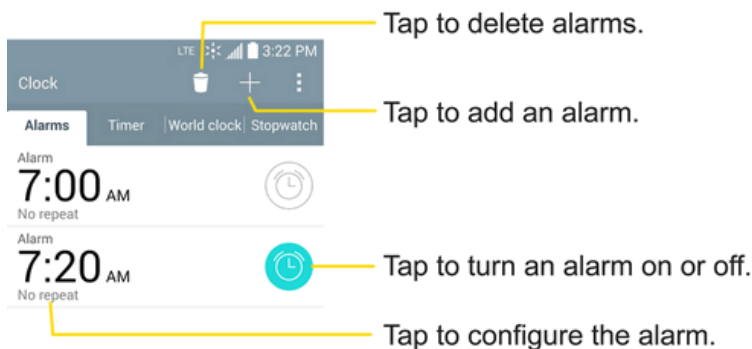 Tap to delete alarms.
LTE 3:22 PM
Clock
Tap to add an alarm.
Alarms Timer World clock Stopwatch
Alarm
7:00 AM
No repeat
Alarm
7:20 AM
Tap to turn an alarm on or off.
No repeat
Tap to configure the alarm.